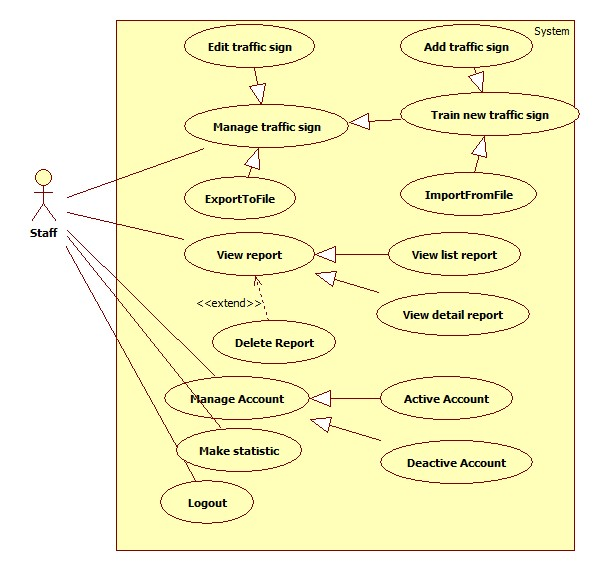 System
Edit traffic sign
Add traffic sign
Manage traffic sign
Train new traffic sign
ExportToFile
ImportFromFile
Staff
View report
View list report
<<extend>>
View detail report
Delete Report
Manage Account
Active Account
Make statistic
Deactive Account
Logout